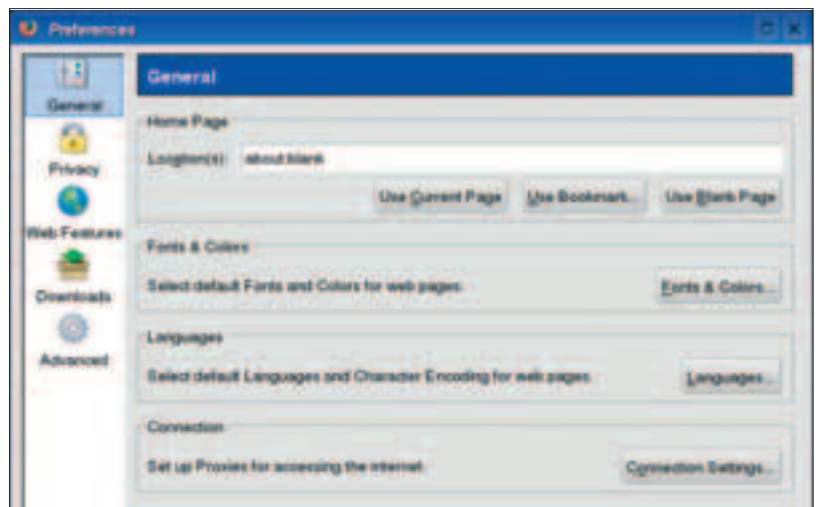 Preferences
General
General
Privacy
Web Features
Downloads
Advanced
Home Page
Location(s): about:blank
Use Current Page Use Bookmark... Use Blank Page
Fonts & Colors
Select default Fonts and Colors for web pages. Fonts & Colors...
Languages
Select default Languages and Character Encoding for web pages. Languages...
Connection
Set up Proxies for accessing the internet. Connection Settings...